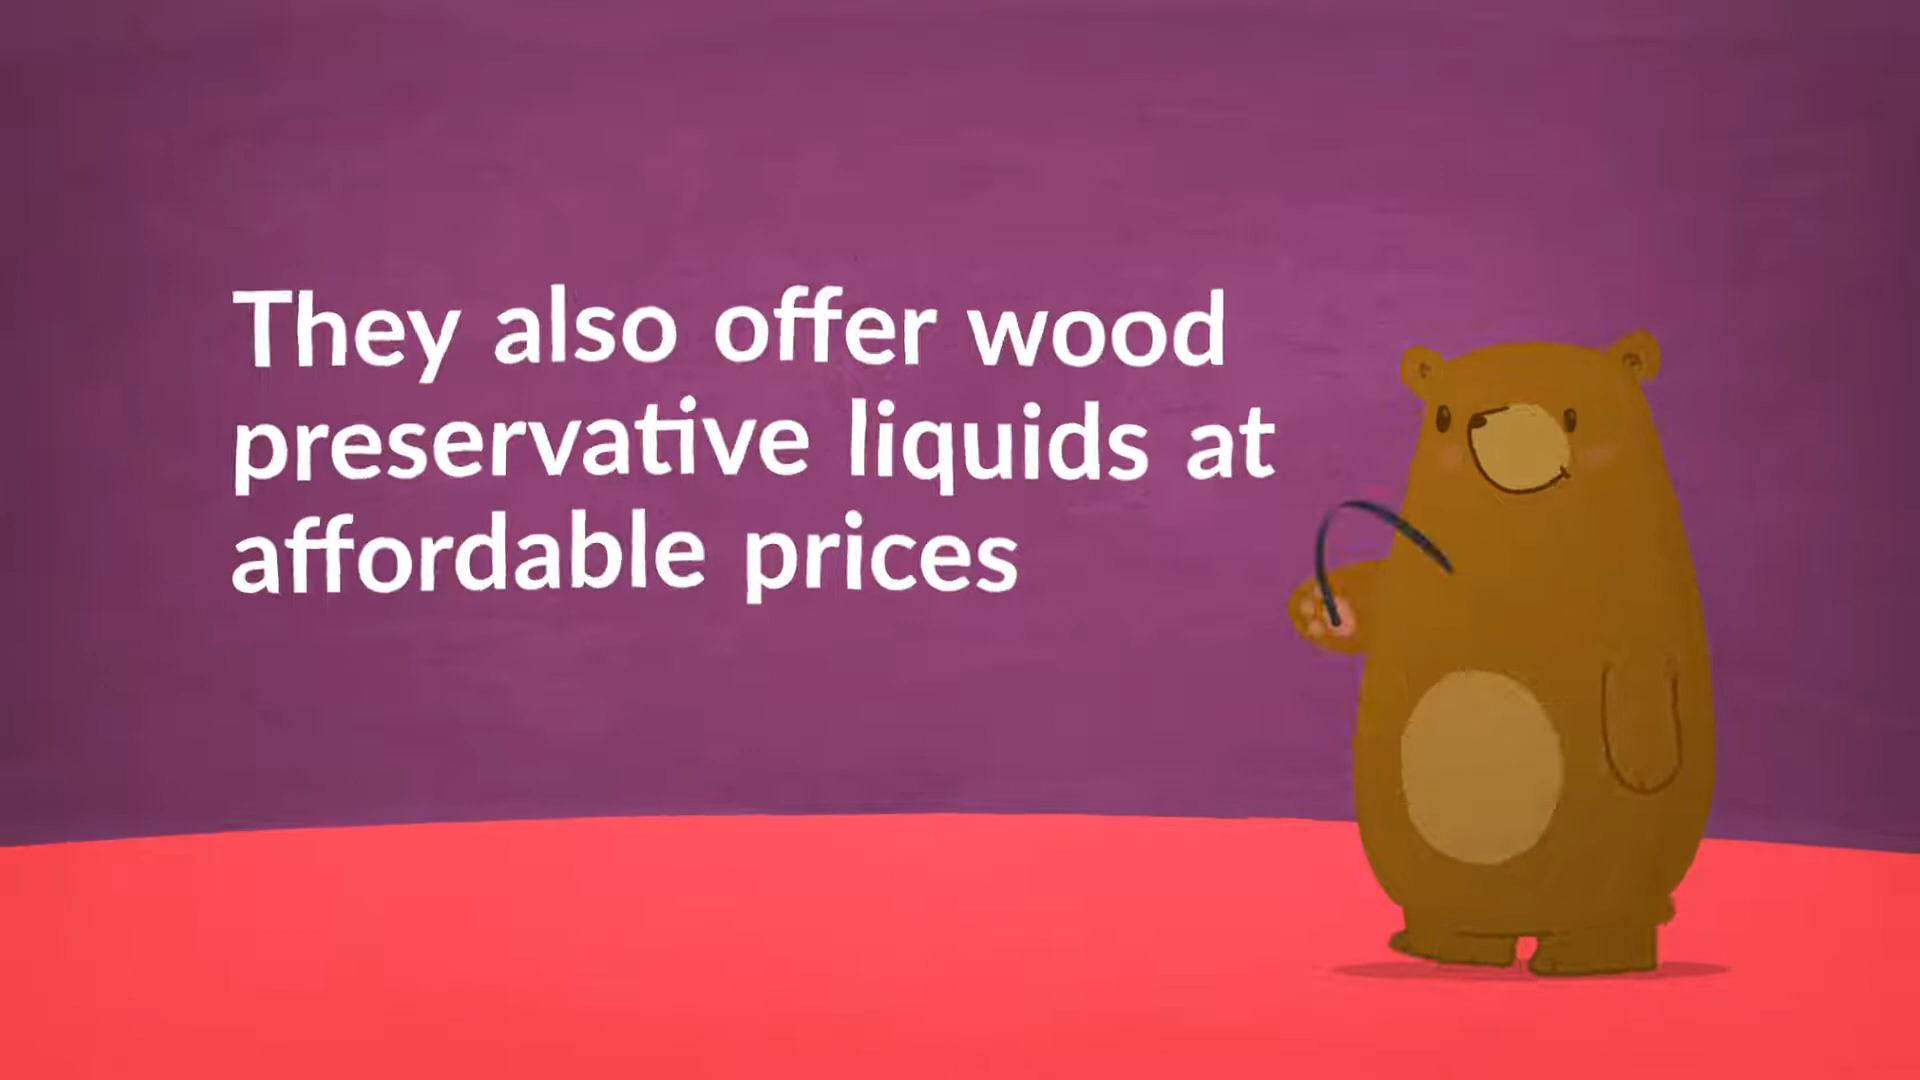 They also offer wood
preservative liquids at
affordable prices